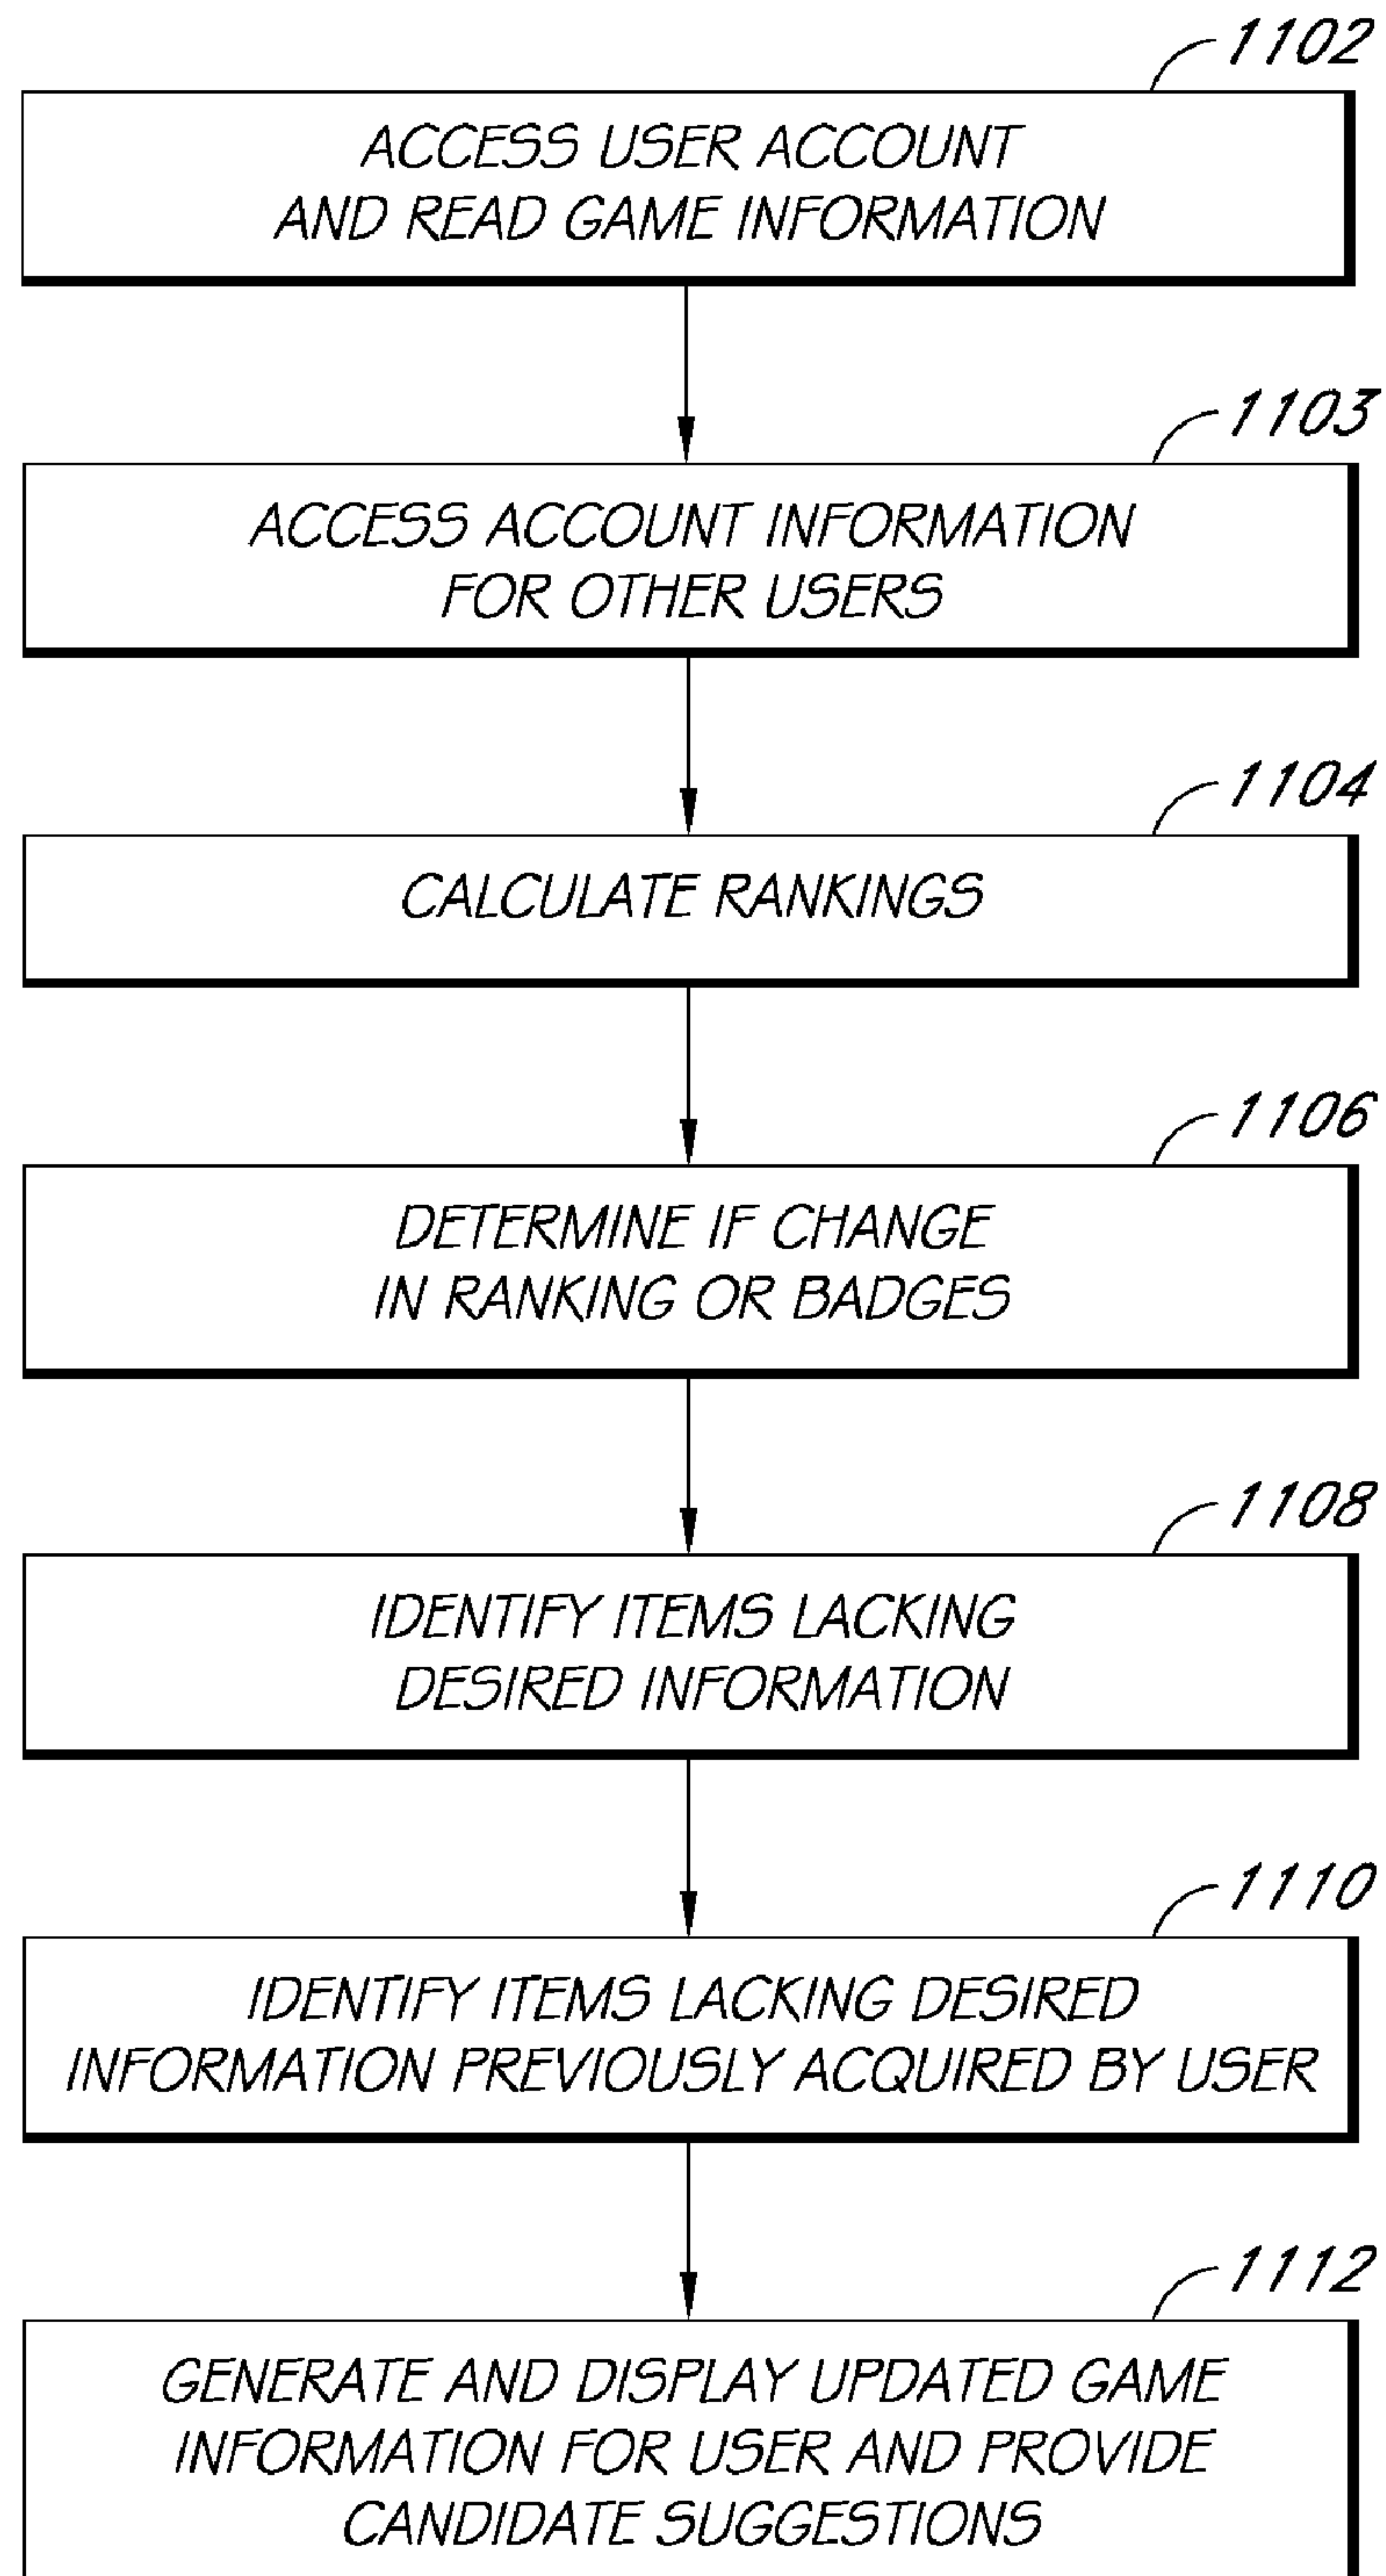 1102
ACCESS USER ACCOUNT
AND READ GAME INFORMATION
1103
ACCESS ACCOUNT INFORMATION
FOR OTHER USERS
1104
CALCULATE RANKINGS
1106
DETERMINE IF CHANGE
IN RANKING OR BADGES
1108
IDENTIFY ITEMS LACKING
DESIRED INFORMATION
1110
IDENTIFY ITEMS LACKING DESIRED
INFORMATION PREVIOUSLY ACQUIRED BY USER
1112
GENERATE AND DISPLAY UPDATED GAME
INFORMATION FOR USER AND PROVIDE
CANDIDATE SUGGESTIONS